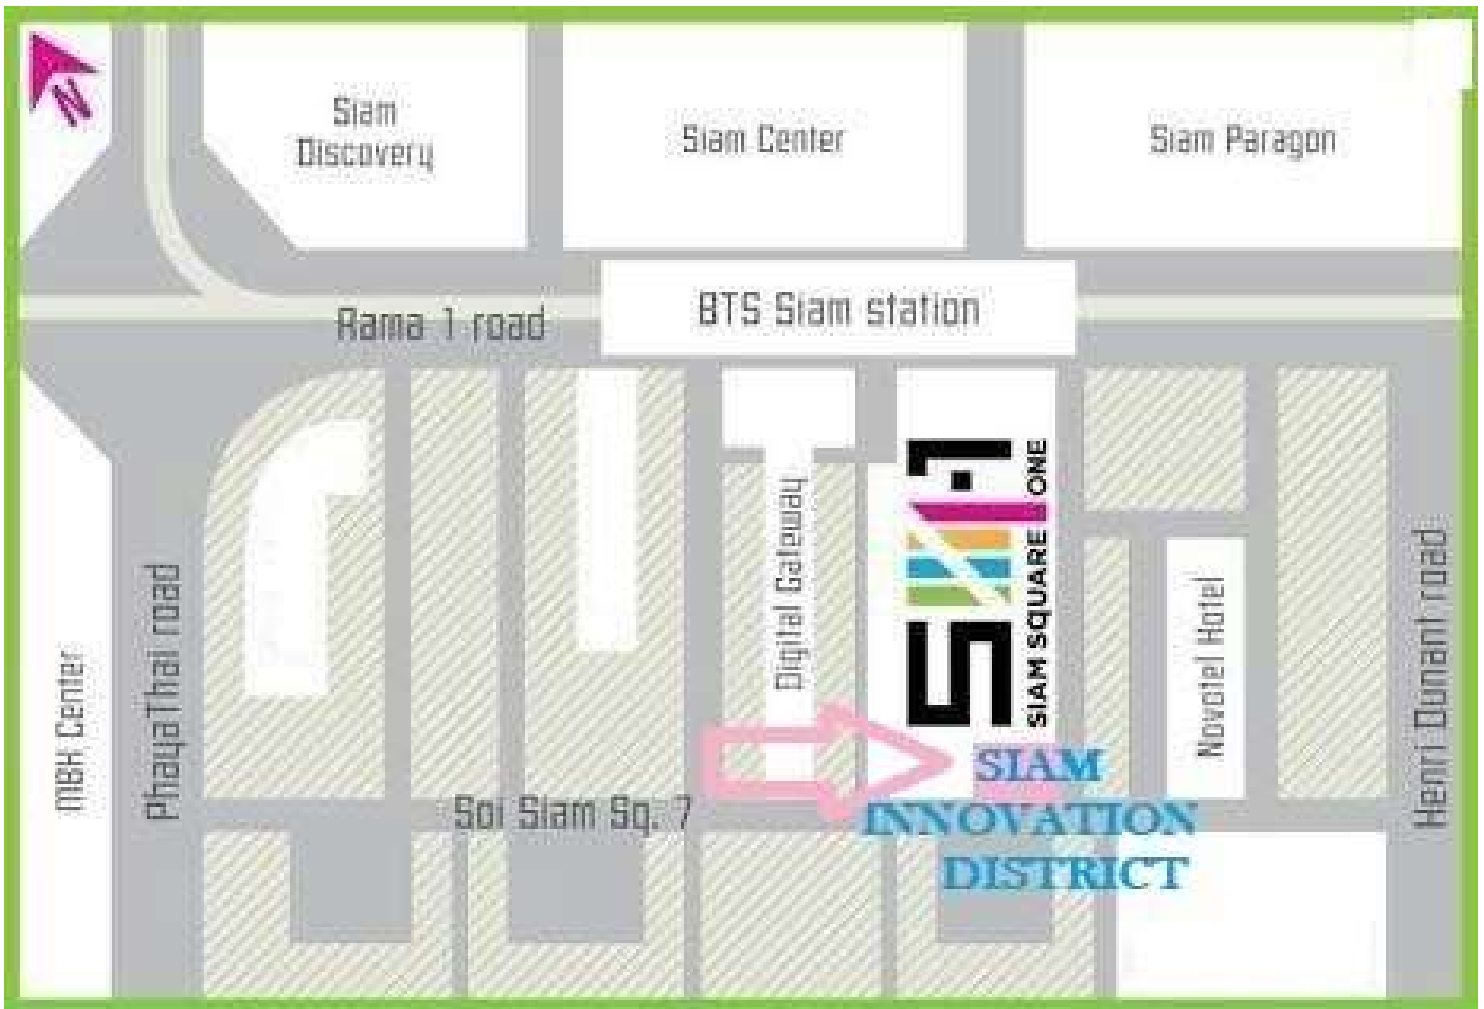 N
Siam
Discovery
Siam Center
Siam Paragon
BTS Siam station
Rama 1 road
Digital Gateway
SIAM SQUARE ONE
Novotel Hotel
Henri Dunant road
MBK Center
PhayaThai road
Soi Siam Sq. 7
SIAM
INNOVATION
DISTRICT